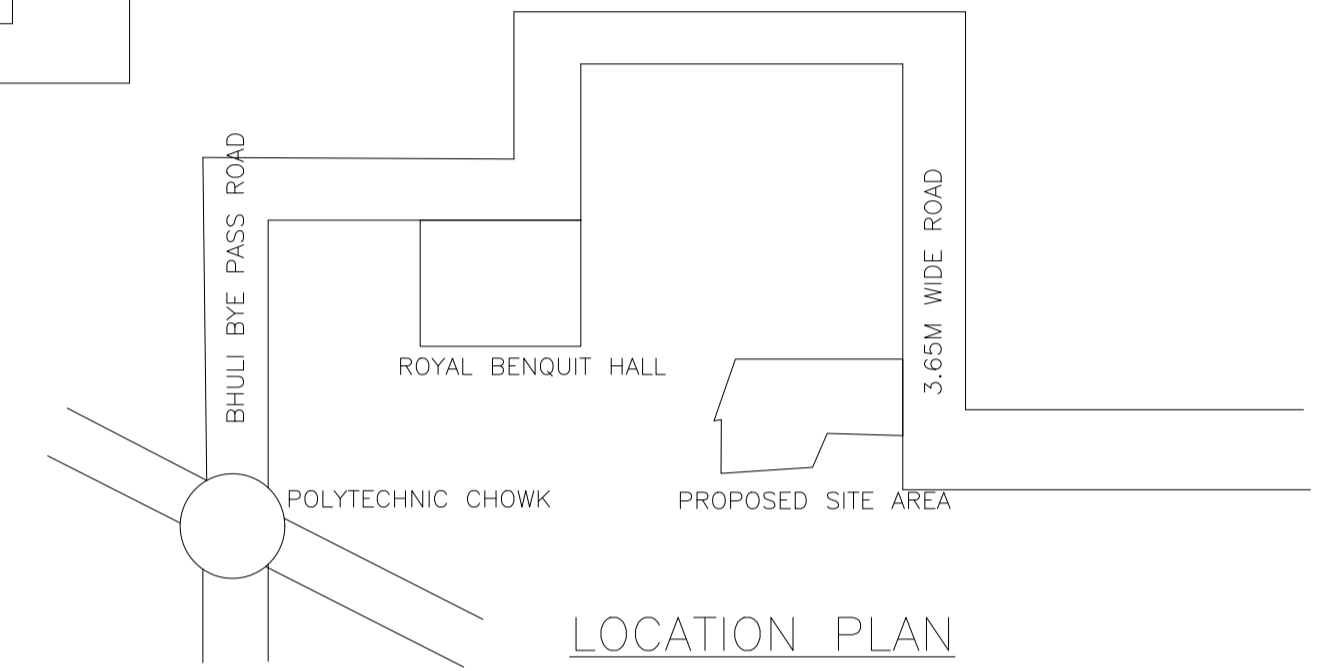 BHULI BYE PASS ROAD
3.65M WIDE ROAD
ROYAL BENQUIT HALL
POLYTECHNIC CHOWK
PROPOSED SITE AREA
LOCATION PLAN